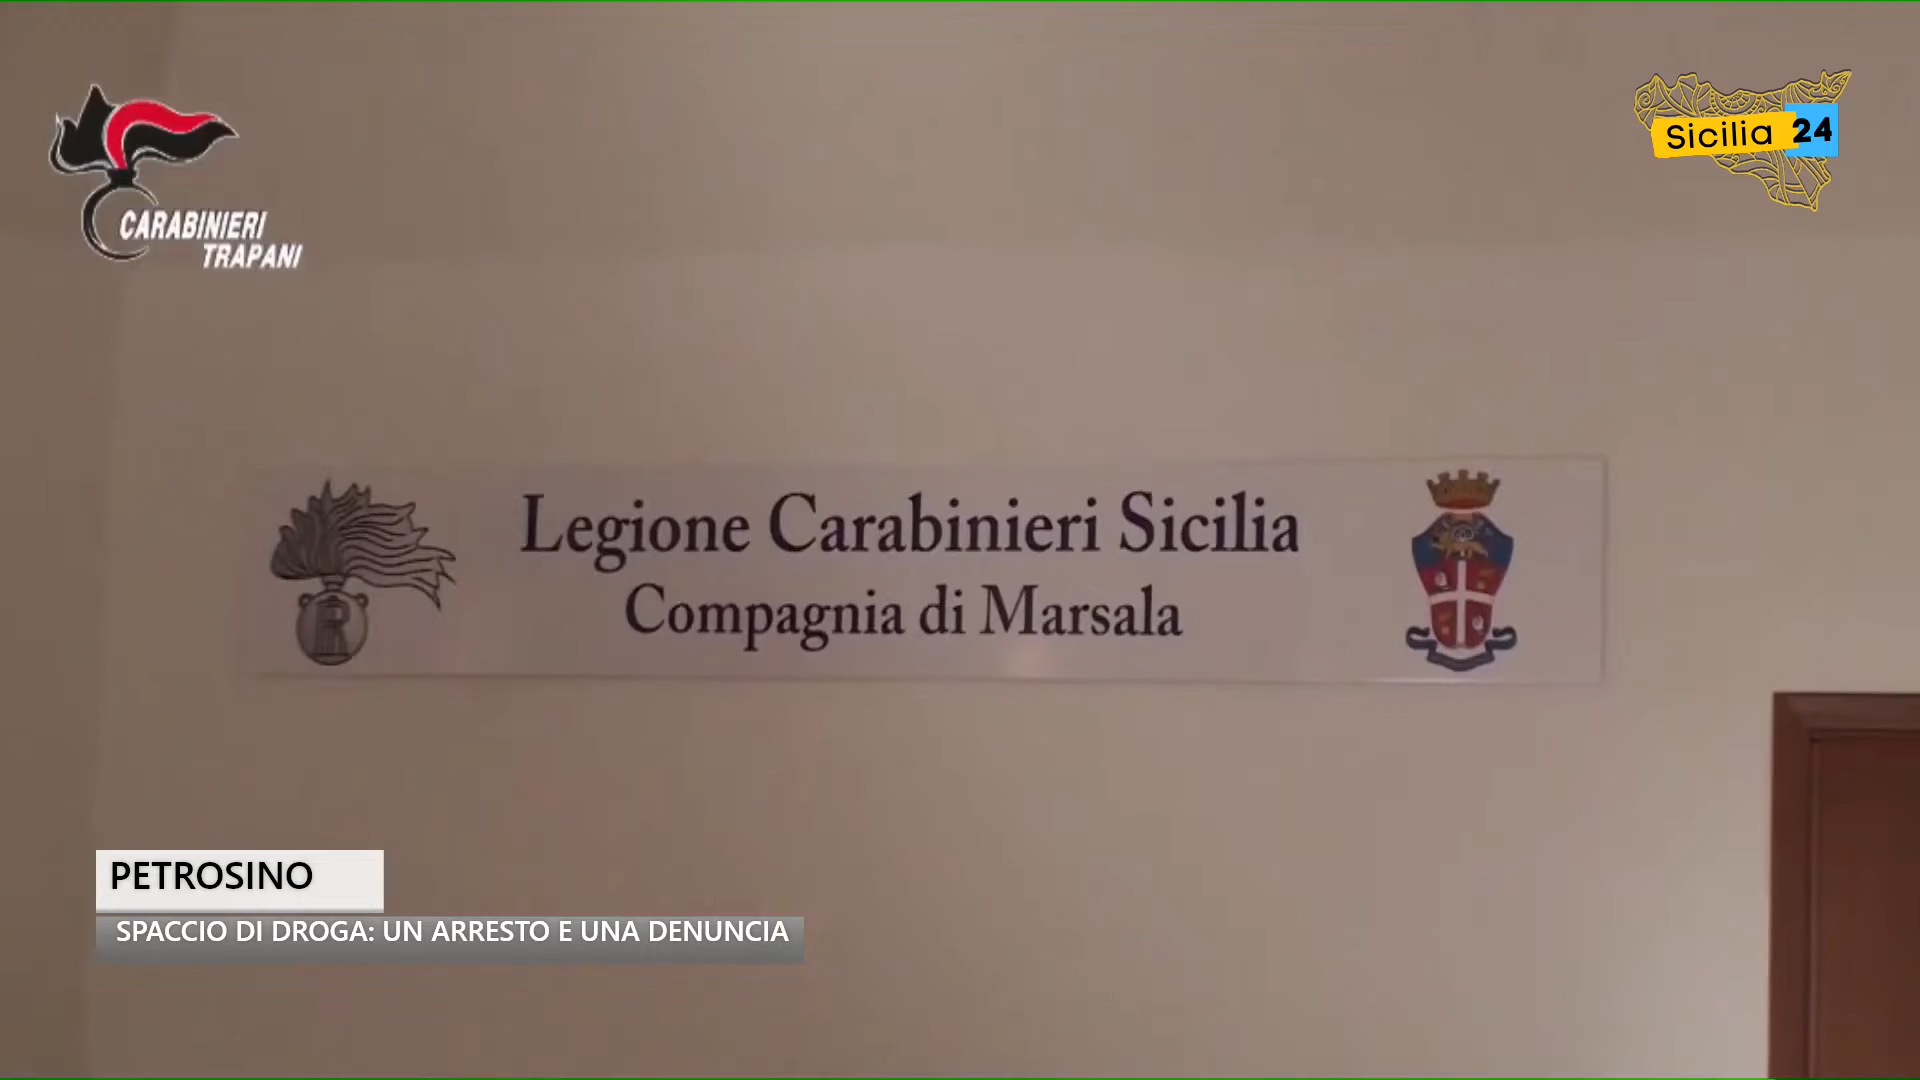 CARABINIERI
TRAPANI
Sicilia 24
Legione Carabinieri Sicilia
Compagnia di Marsala
PETROSINO
SPACCIO DI DROGA: UN ARRESTO E UNA DENUNCIA